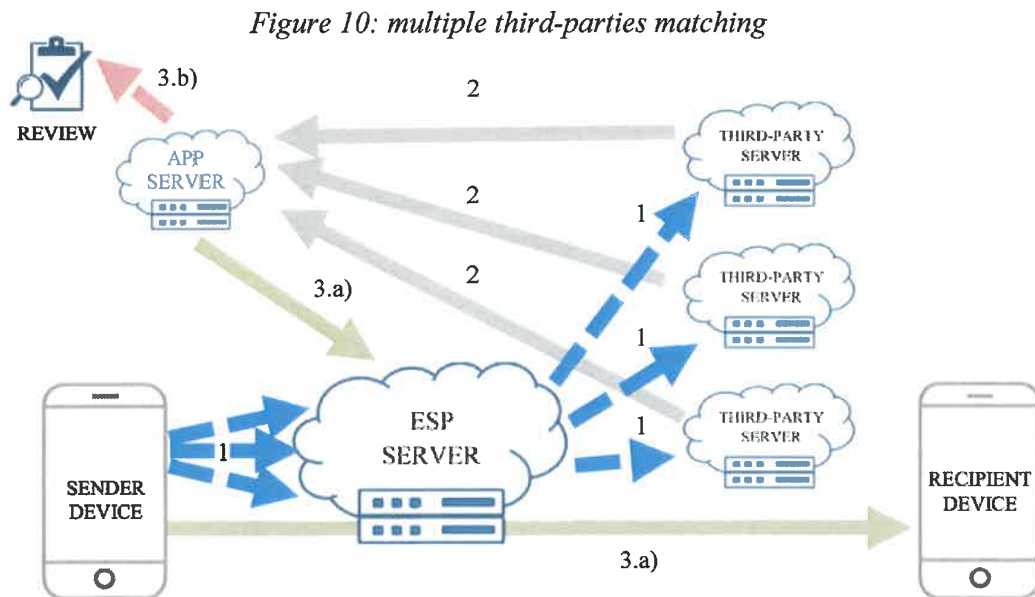 Figure 10: multiple third-parties matching
3.b)
2
REVIEW
THIRD-PARTY
SERVER
APP
SERVER
2
1
3.a)
2
THIRD-PARTY
SERVER
1
ESP
SERVER
1
THIRD-PARTY
SERVER
1
SENDER
DEVICE
RECIPIENT
DEVICE
3.a)